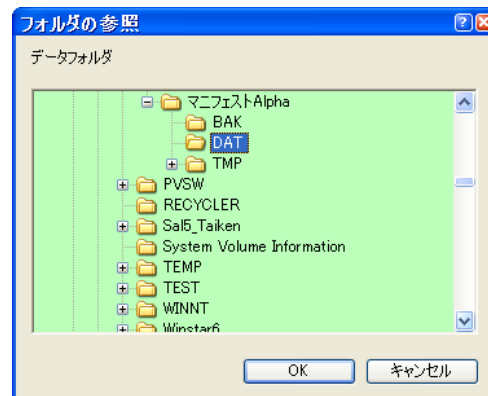 フォルダの参照
データフォルダ
マニフェストAlpha
BAK
DAT
TMP
PVSW
RECYCLER
Sal5_Taiken
System Volume Information
TEMP
TEST
WINNT
Winstar6
OK
キャンセル